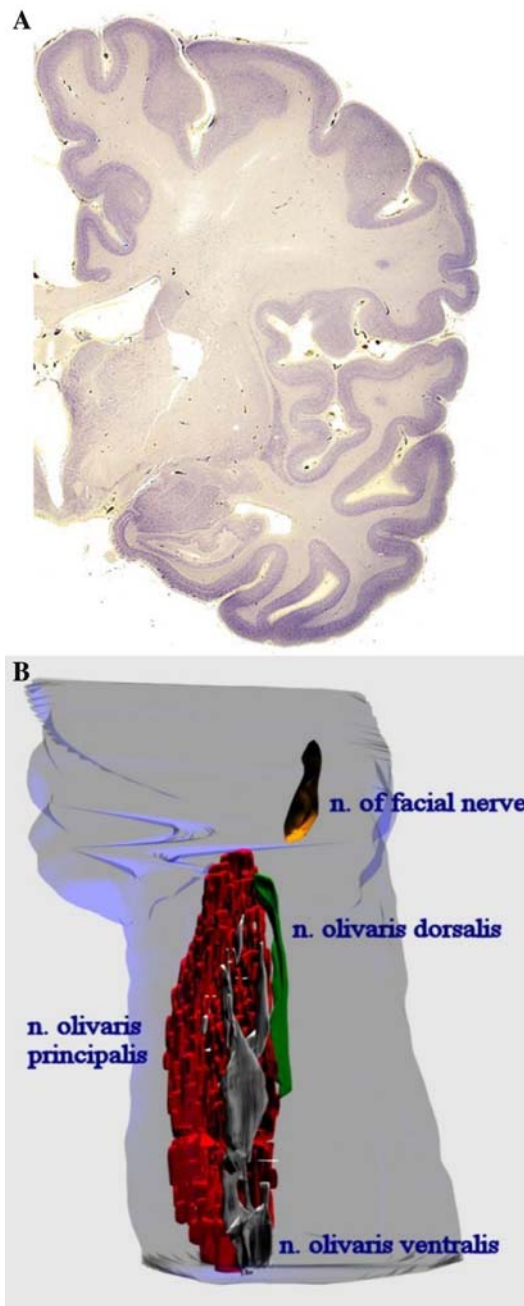 A
B
n. of facial nerve
n. olivaris dorsalis
n. olivaris
principalis
n. olivaris ventralis